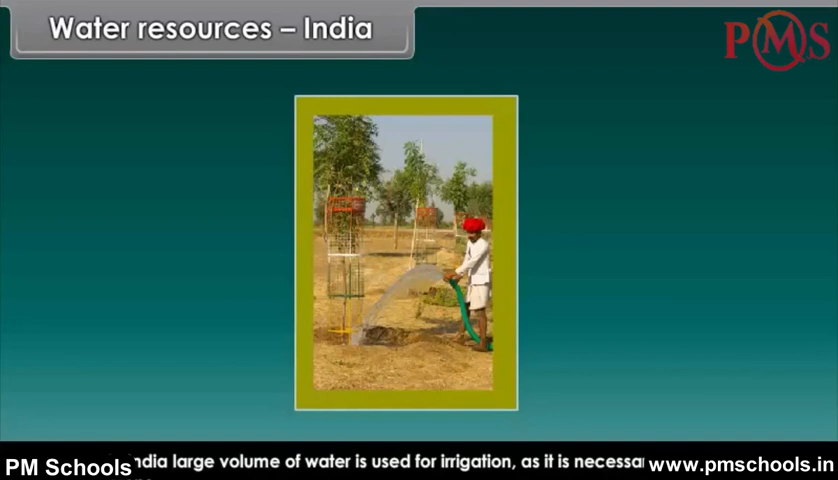 Water resources – India
PMS
ndia large volume of water is used for irrigation, as it is necessar
PM Schools
www.pmschools.in